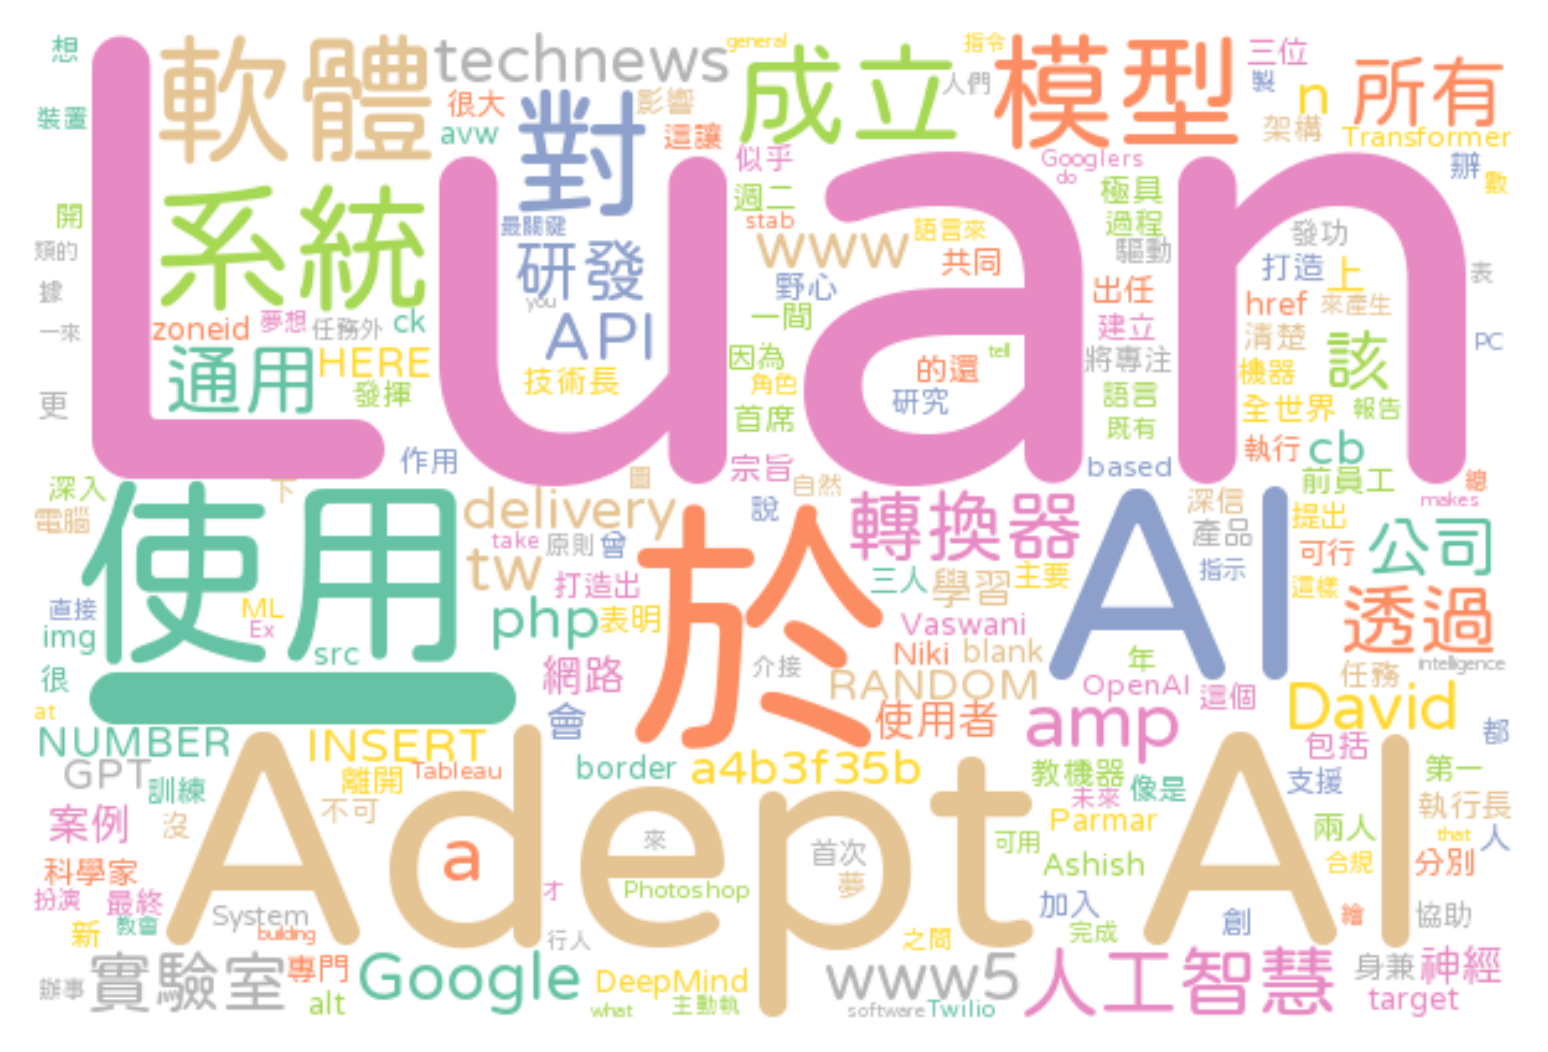 想
軟體
technews
general
成立
指令
人們
模型
三位
製
n
架構
所有
Transformer
裝置
很大
avw
對
影響
這讓
似乎
Googlers
do
極具
辦
數
Luan
系統
開
類的
據
一來
更
週二
stab
www
語言來
共同
過程
驅動
發功
打造
上
表
最關鍵
研發
you
API
野心
一間
出任
建立
href
來產生
PC
zoneid
夢想
任務外
ck
通用
HERE
發揮
技術長
因為
角色
首席
tell
的還
研究
將專注
語言
既有
清楚
機器
該
全世界
報告
執行
cb
前員工
作用
宗旨
based
總
makes
深入
下
電腦
使用
delivery
圖
說
自然
轉換器
AI
深信
產品
提出
公司
take
原則
曾
tw
打造出
於
三人
學習
主要
可行
指示
這樣
透過
直接
ML
Ex
img
src
php
表明
Vaswani
Niki
blank
年
任務
intelligence
很
網路
介接
RANDOM
OpenAI
這個
David
at
會
使用者
amp
都
NUMBER
INSERT
包括
GPT
訓練
離開
Tableau
border
a4b3f35b
教機器
像是
未來
支援
第一
案例
沒
不可
Adept
AI
a
來
首次
夢
Parmar
可用
Ashish
執行長
兩人
that
人
科學家
合規
分別
扮演
最終
才
Photoshop
新
教會
System
building
行人
之間
加入
完成
創
繪
協助
辦事
實驗室
專門
alt
Google
DeepMind
what
主動執
www5
software
Twilio
人工智慧
身兼
神經
target